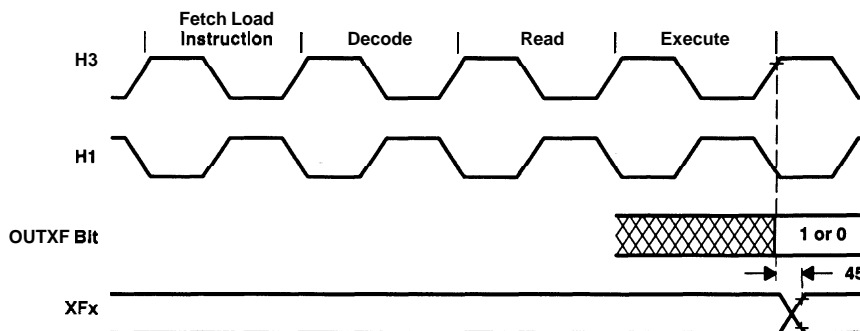 Fetch Load
Instruction
Decode
Read
Execute
H3
H1
OUTXF Bit
1 or 0
45
XFx